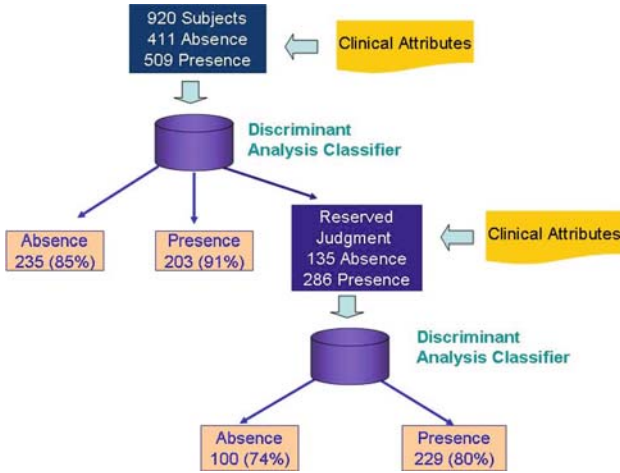 920 Subjects
411 Absence
509 Presence
Clinical Attributes
Discriminant
Analysis Classifier
Absence
235 (85%)
Presence
203 (91%)
Reserved
Judgment
135 Absence
286 Presence
Clinical Attributes
Discriminant
Analysis Classifier
Absence
100 (74%)
Presence
229 (80%)